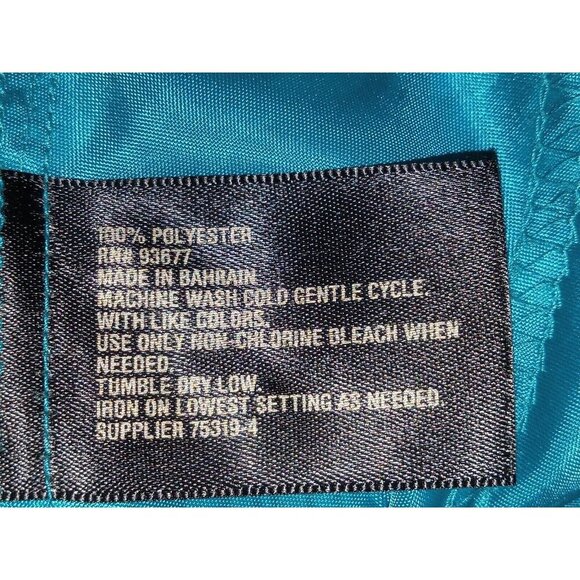 100% POLYESTER
RN# 93677
MADE IN BAHRAIN
MACHINE WASH COLD GENTLE CYCLE.
WITH LIKE COLORS.
USE ONLY NON-CHLORINE BLEACH WHEN
NEEDED.
TUMBLE DRY LOW.
IRON ON LOWEST SETTING AS NEEDED.
SUPPLIER 75319-4